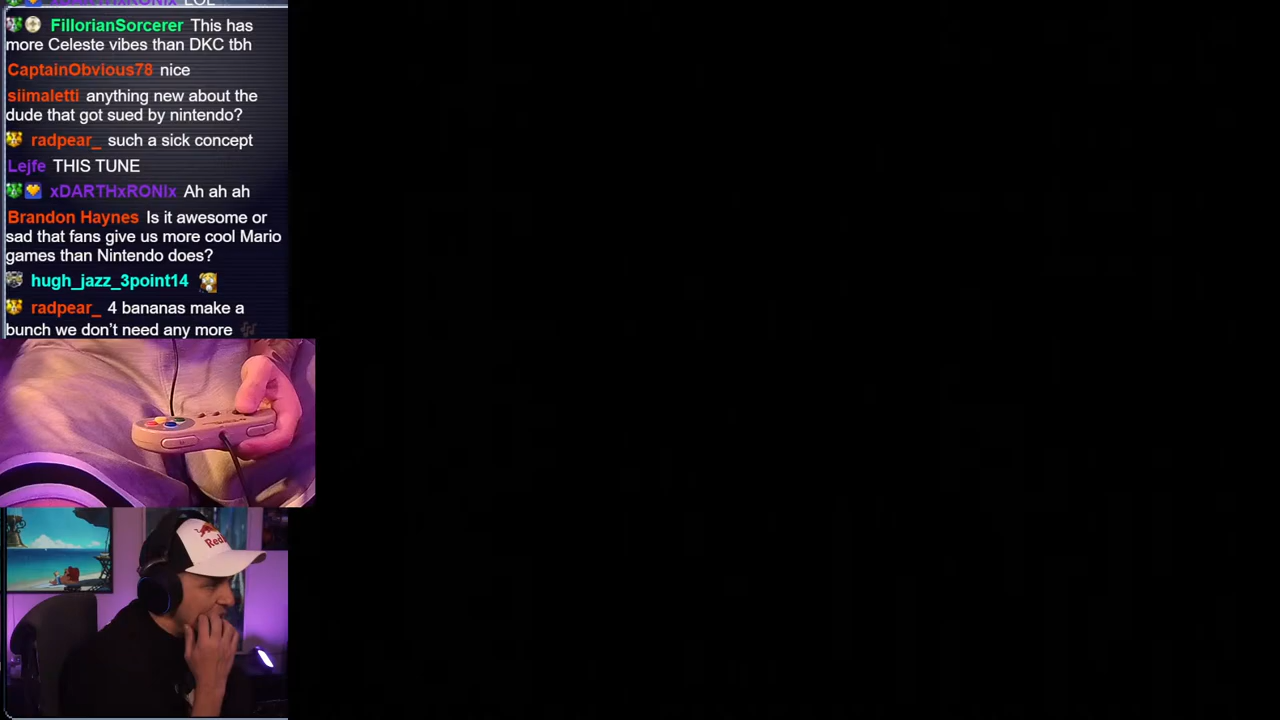 xDARTHxRONIx LOL
FillorianSorcerer This has
more Celeste vibes than DKC tbh
CaptainObvious78 nice
siimaletti anything new about the
dude that got sued by nintendo?
radpear_ such a sick concept
Lejfe THIS TUNE
xDARTHxRONIx Ah ah ah
Brandon Haynes Is it awesome or
sad that fans give us more cool Mario
games than Nintendo does?
hugh_jazz_3point14
radpear_ 4 bananas make a
bunch we don’t need any more
Red